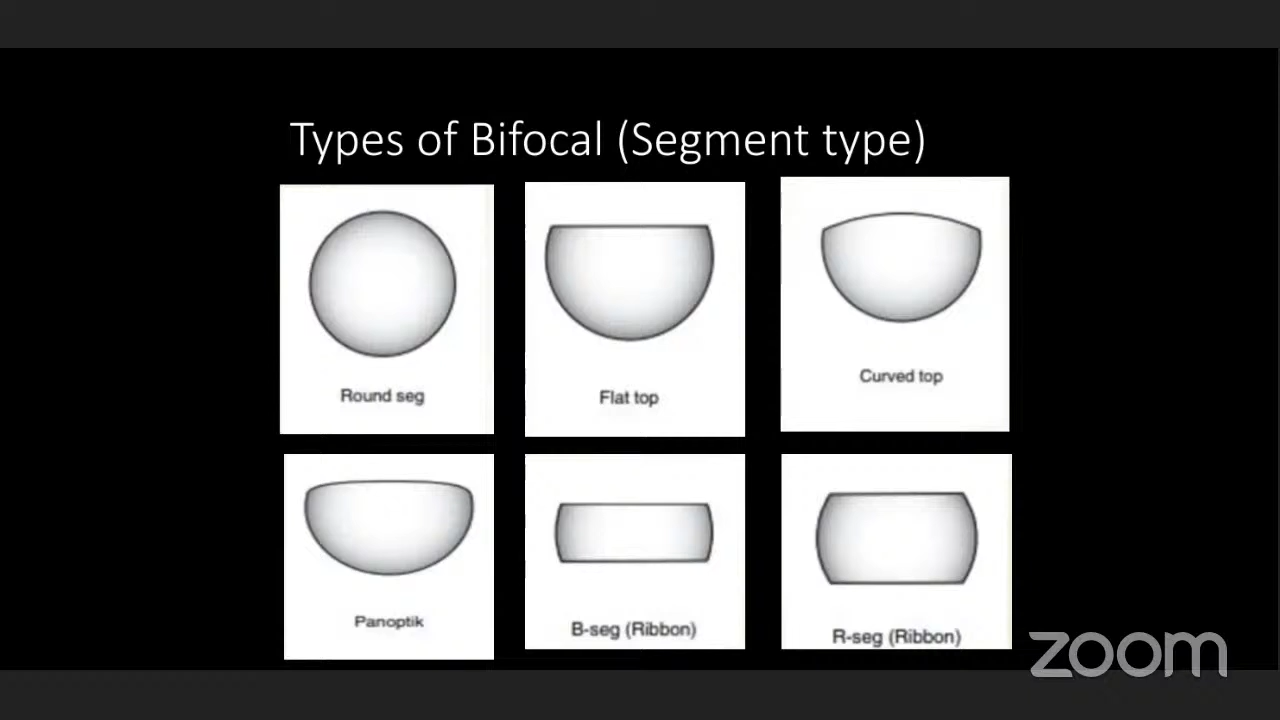 Types of Bifocal (Segment type)
Round seg
Flat top
Curved top
Panoptik
B-seg (Ribbon)
R-seg (Ribbon)
zoom